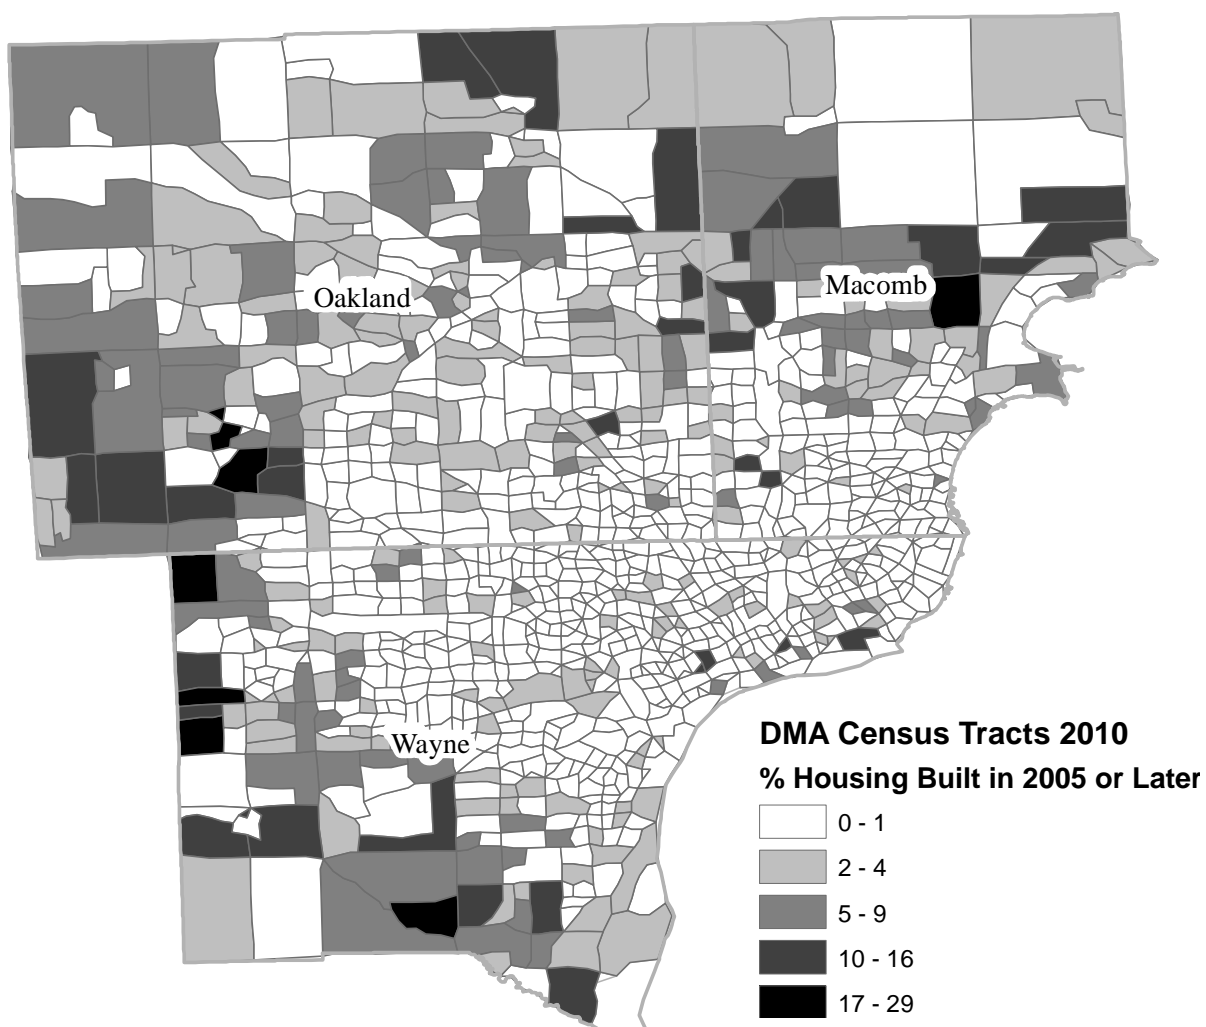 Oakland
Macomb
Wayne
DMA Census Tracts 2010
% Housing Built in 2005 or Later
0 - 1
2 - 4
5 - 9
10 - 16
17 - 29